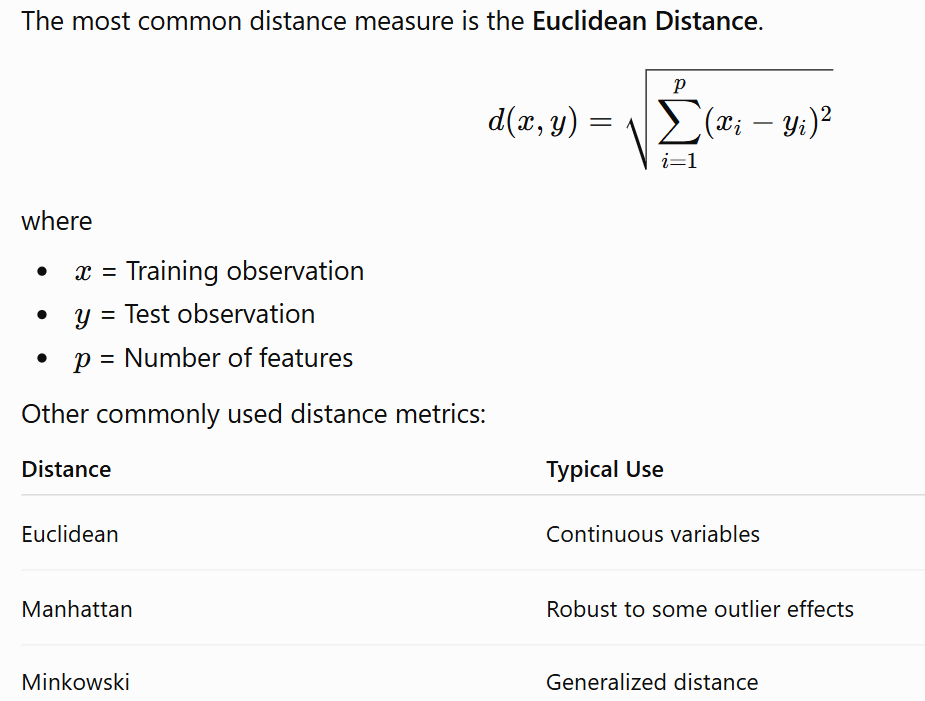 The most common distance measure is the Euclidean Distance.
d(x, y) = √∑_{i=1}^{p} (x_i − y_i)²
where
• x = Training observation
• y = Test observation
• p = Number of features
Other commonly used distance metrics:
Distance Typical Use
Euclidean Continuous variables
Manhattan Robust to some outlier effects
Minkowski Generalized distance